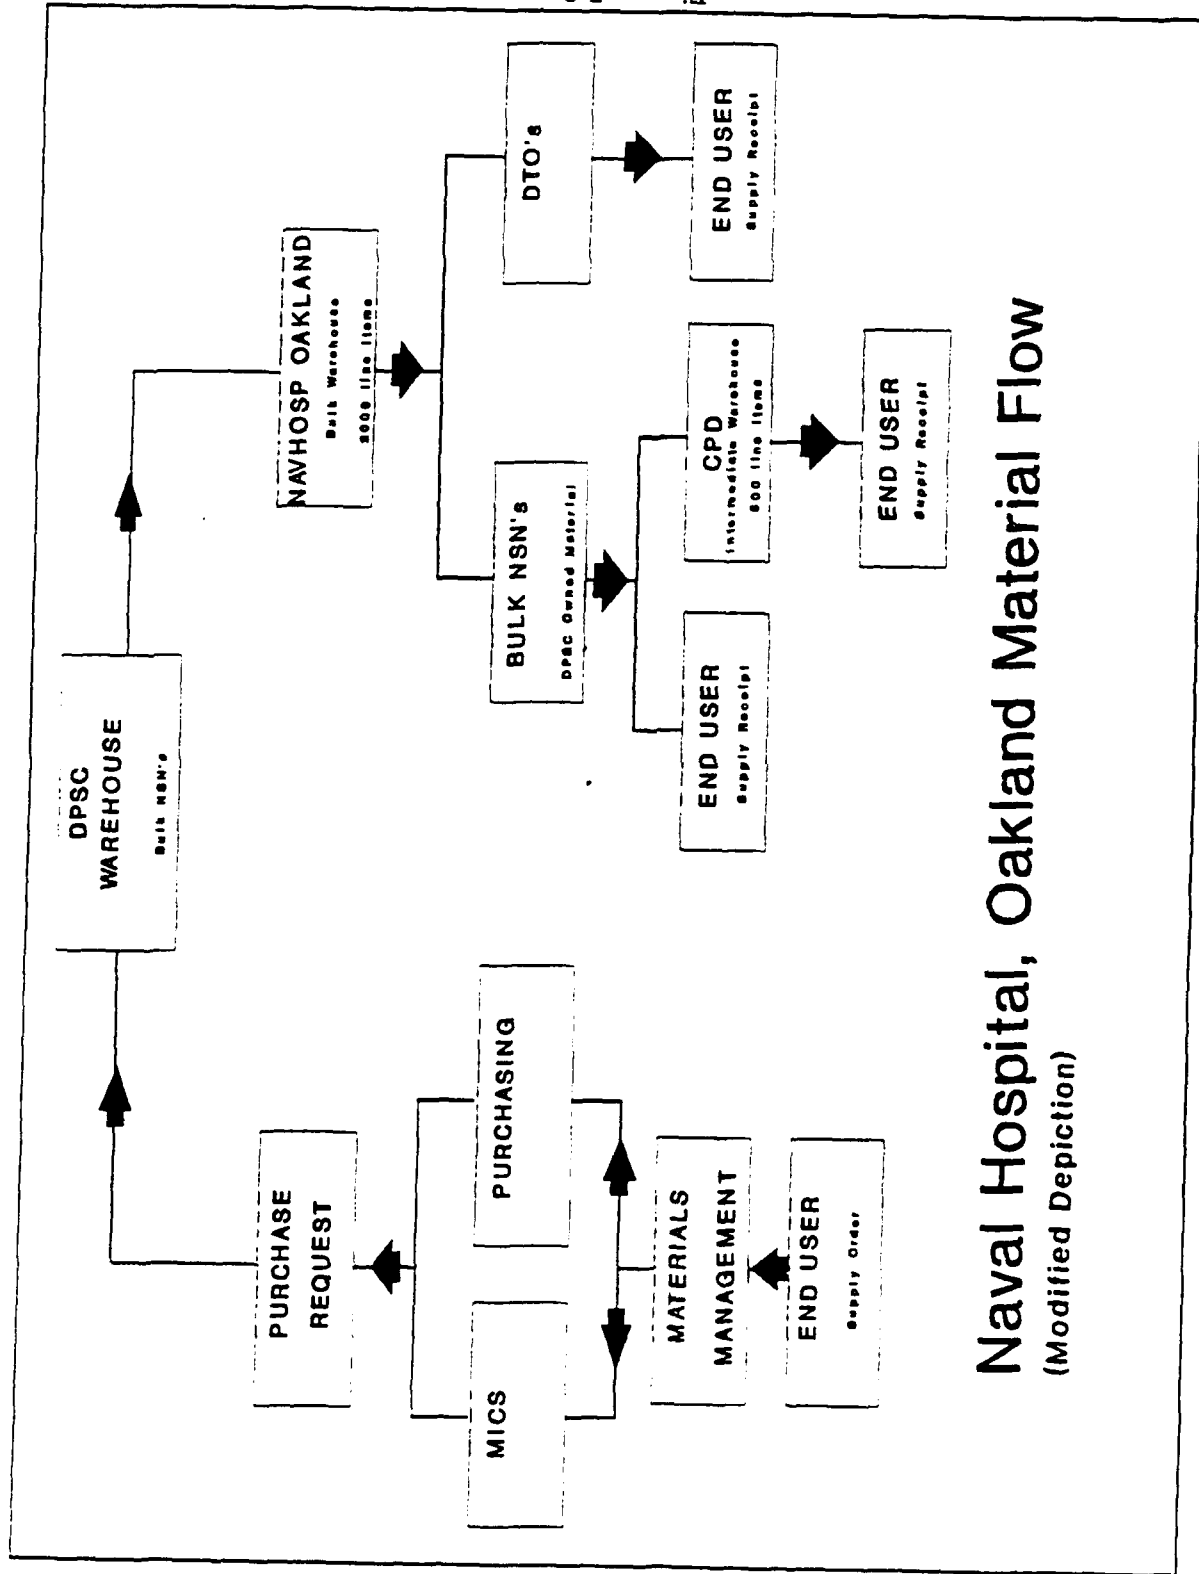 DPSC
WAREHOUSE
Bulk NSN's
PURCHASE
REQUEST
NAVHOSP OAKLAND
Bulk Warehouse
line Items
MICS
PURCHASING
BULK NSN's
DPSC Owned Material
DTO's
MATERIALS
MANAGEMENT
END USER
Supply Receipt
CPD
Intermediate Warehouse
line Items
END USER
Supply Receipt
END USER
Supply Order
END USER
Supply Receipt
Naval Hospital, Oakland Material Flow
(Modified Depiction)